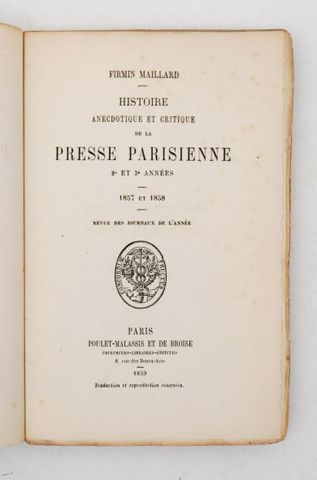 FIRMIN MAILLARD
HISTOIRE
ANECDOTIQUE ET CRITIQUE
DE LA
PRESSE PARISIENNE
2e ET 3e ANNÉES
1857 ET 1858
REVUE DES JOURNAUX DE L'ANNÉE
CONCORDIÆ FRUCTUS
PARIS
POULET-MALASSIS ET DE BROISE
IMPRIMEURS-LIBRAIRES-ÉDITEURS
9, rue des Beaux-Arts
1859
Traduction et reproduction réservées.